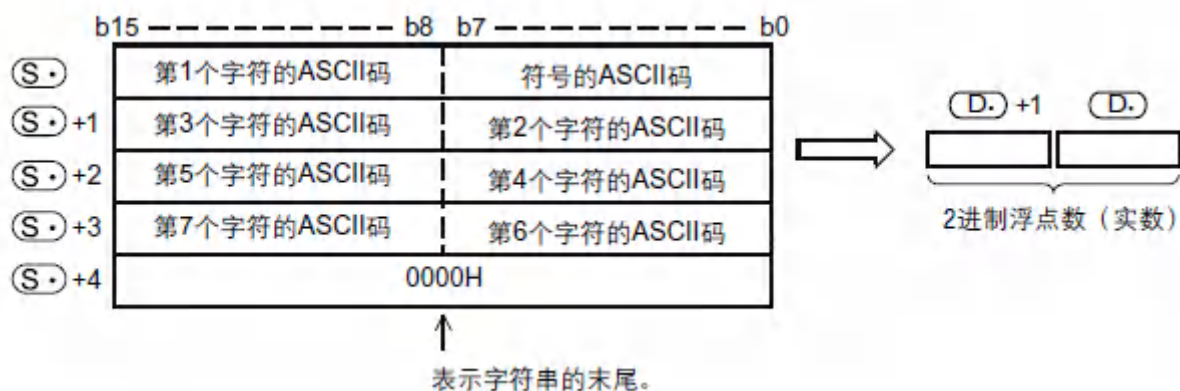 b15 — — — — — — — — b8 b7 — — — — — — — — b0
(S·) 第1个字符的ASCII码 符号的ASCII码
(S·) +1 第3个字符的ASCII码 第2个字符的ASCII码
(S·) +2 第5个字符的ASCII码 第4个字符的ASCII码
(S·) +3 第7个字符的ASCII码 第6个字符的ASCII码
(S·) +4 0000H
表示字符串的末尾。
(D·) +1 (D·)
2进制浮点数（实数）